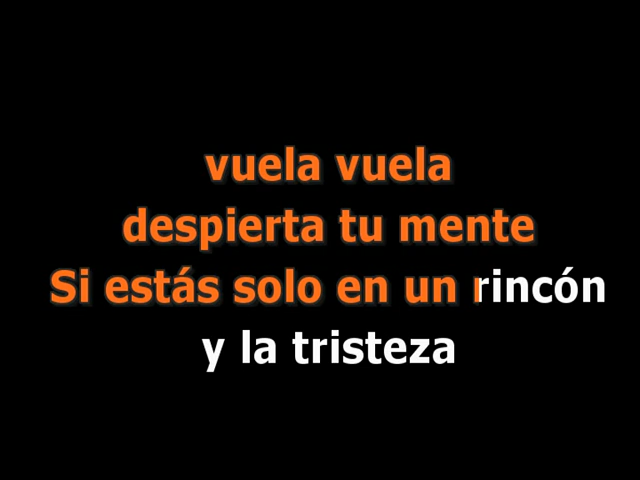 vuela vuela
despierta tu mente
Si estás solo en un rincón
y la tristeza